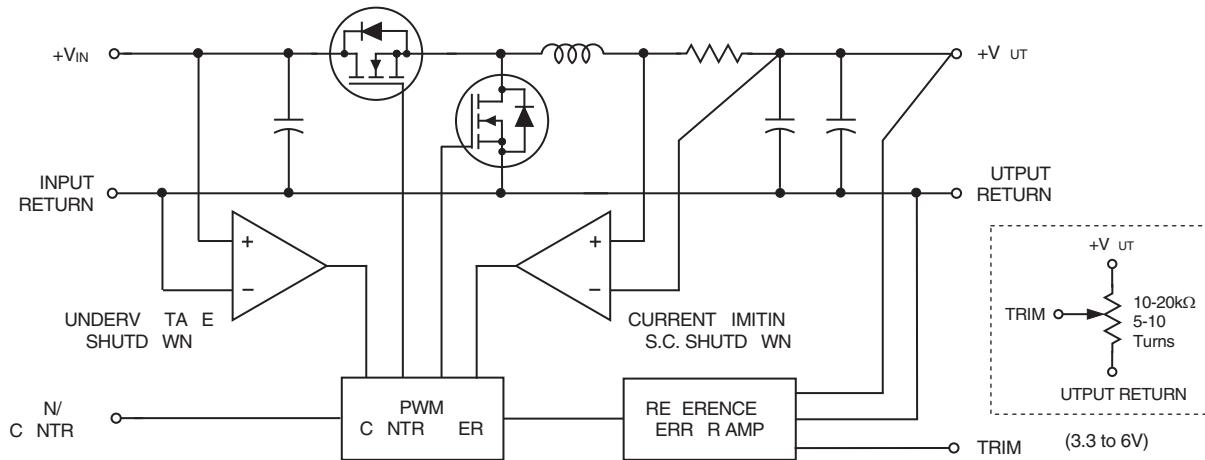 +VIN
+V UT
INPUT
RETURN
UTPUT
RETURN
+
−
+
−
UNDERV TA E
SHUTD WN
CURRENT IMITIN
S.C. SHUTD WN
+V UT
TRIM
10-20kΩ
5-10
Turns
UTPUT RETURN
(3.3 to 6V)
N/
C NTR
PWM
C NTR ER
RE ERENCE
ERR R AMP
TRIM